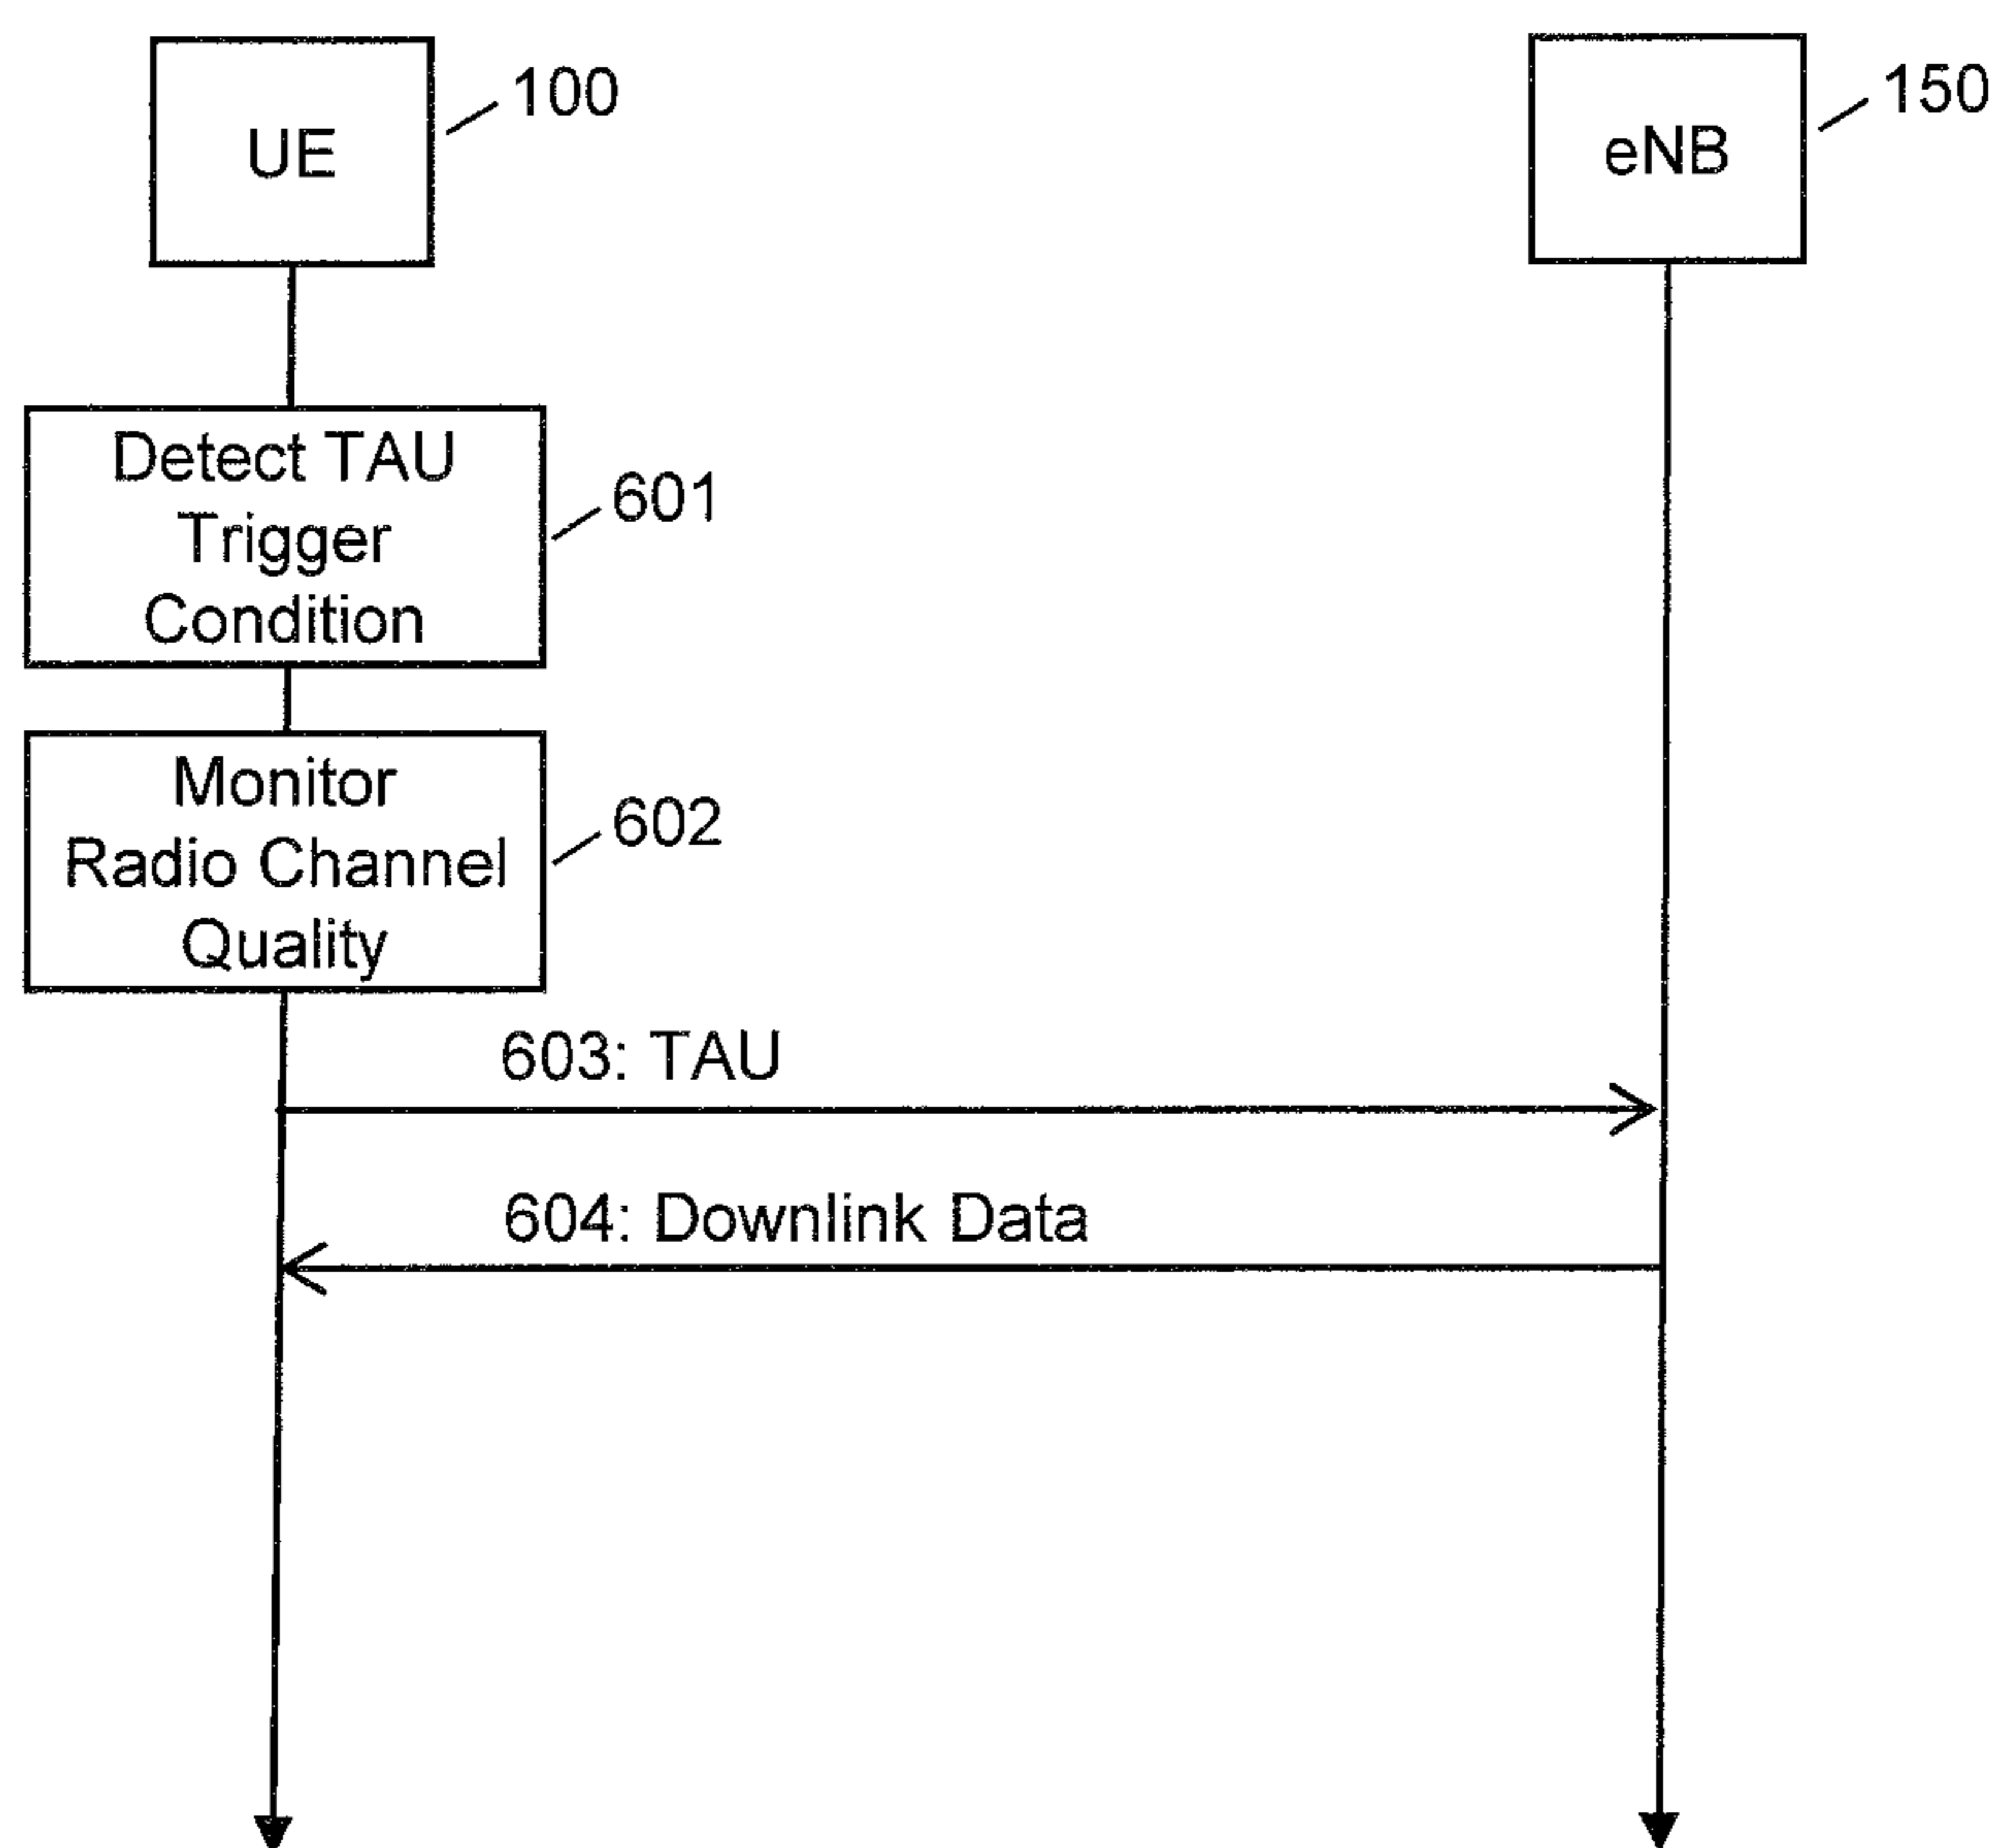 UE
100
eNB
150
Detect TAU
Trigger
Condition
601
Monitor
Radio Channel
Quality
602
603: TAU
604: Downlink Data